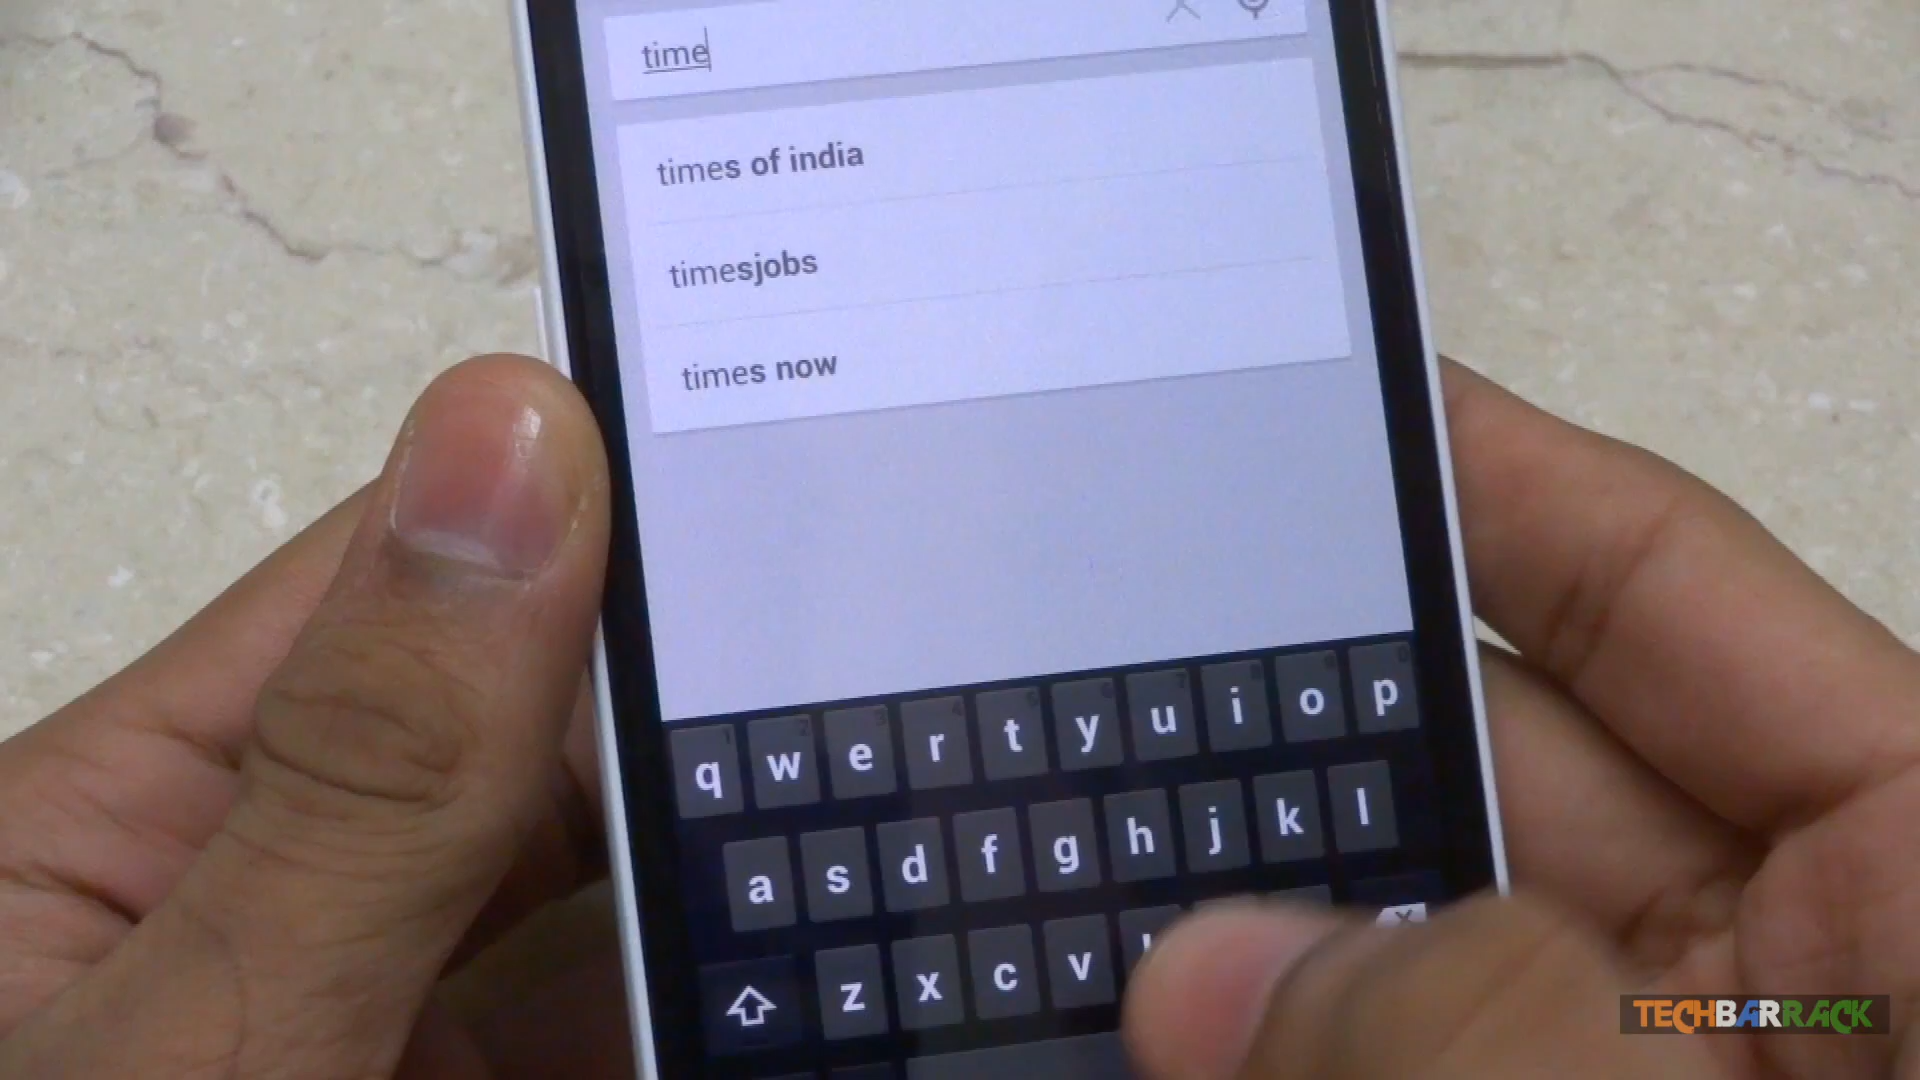 time
times of india
timesjobs
times now
q w e r t y u i o p
a s d f g h j k l
z x c v
TECHBARRACK